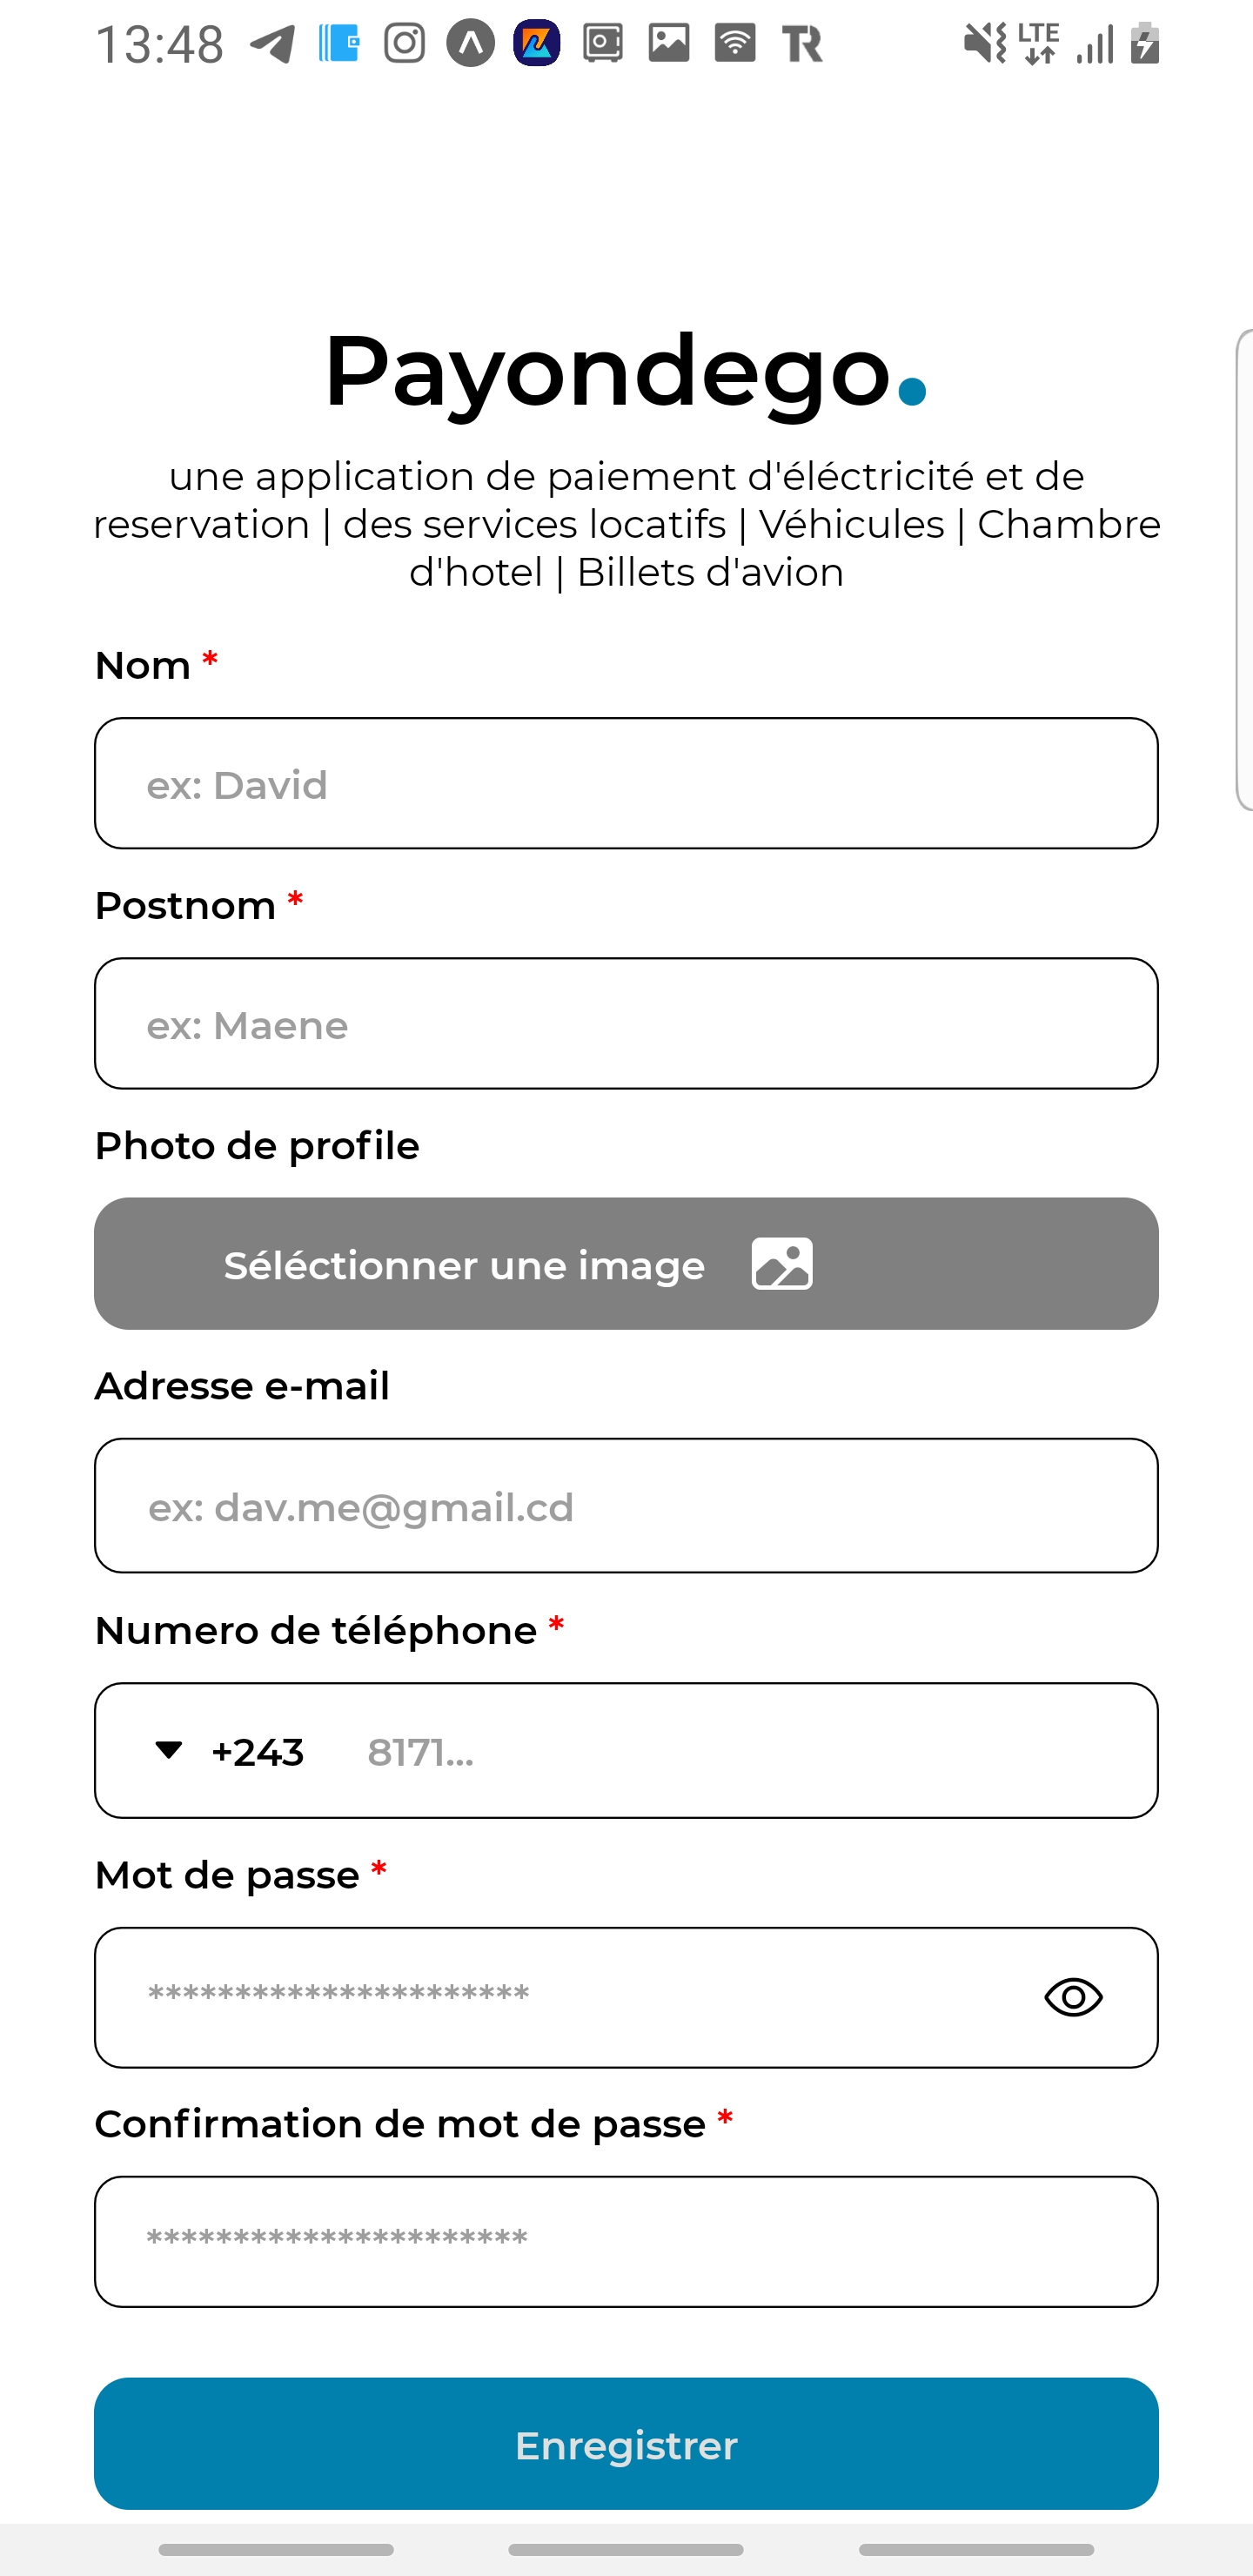 13:48
LTE
Payondego.
une application de paiement d'éléctricité et de
reservation | des services locatifs | Véhicules | Chambre
d'hotel | Billets d'avion
Nom *
ex: David
Postnom *
ex: Maene
Photo de profile
Séléctionner une image
Adresse e-mail
ex: dav.me@gmail.cd
Numero de téléphone *
+243 8171...
Mot de passe *
**********************
Confirmation de mot de passe *
**********************
Enregistrer